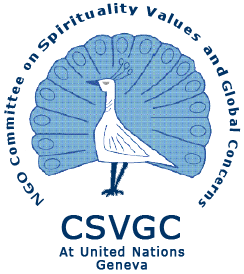 NGO Committee on Spirituality Values and Global Concerns
CSVGC
At United Nations
Geneva